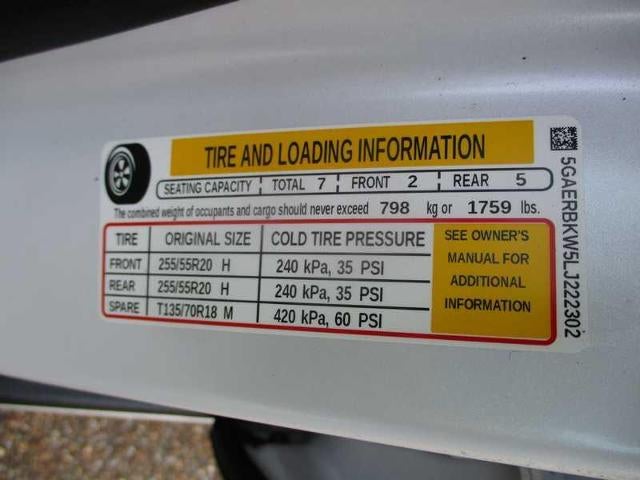 TIRE AND LOADING INFORMATION
SEATING CAPACITY TOTAL 7 FRONT 2 REAR 5
The combined weight of occupants and cargo should never exceed 798 kg or 1759 lbs.
TIRE ORIGINAL SIZE COLD TIRE PRESSURE
FRONT 255/55R20 H 240 kPa, 35 PSI
REAR 255/55R20 H 240 kPa, 35 PSI
SPARE T135/70R18 M 420 kPa, 60 PSI
SEE OWNER'S
MANUAL FOR
ADDITIONAL
INFORMATION
5GAERBKW5LJ222302